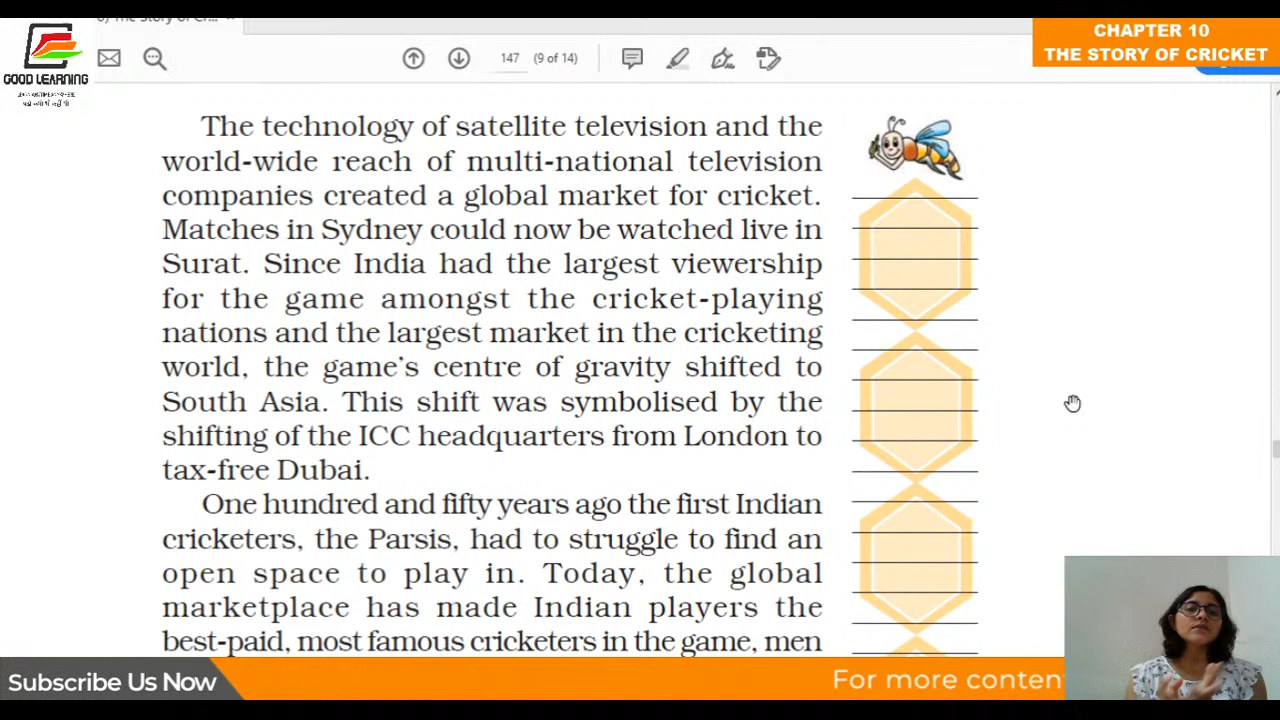 CHAPTER 10
THE STORY OF CRICKET
GOOD LEARNING
147 (9 of 14)
The technology of satellite television and the
world-wide reach of multi-national television
companies created a global market for cricket.
Matches in Sydney could now be watched live in
Surat. Since India had the largest viewership
for the game amongst the cricket-playing
nations and the largest market in the cricketing
world, the game's centre of gravity shifted to
South Asia. This shift was symbolised by the
shifting of the ICC headquarters from London to
tax-free Dubai.
One hundred and fifty years ago the first Indian
cricketers, the Parsis, had to struggle to find an
open space to play in. Today, the global
marketplace has made Indian players the
best-paid, most famous cricketers in the game, men
Subscribe Us Now
For more conten